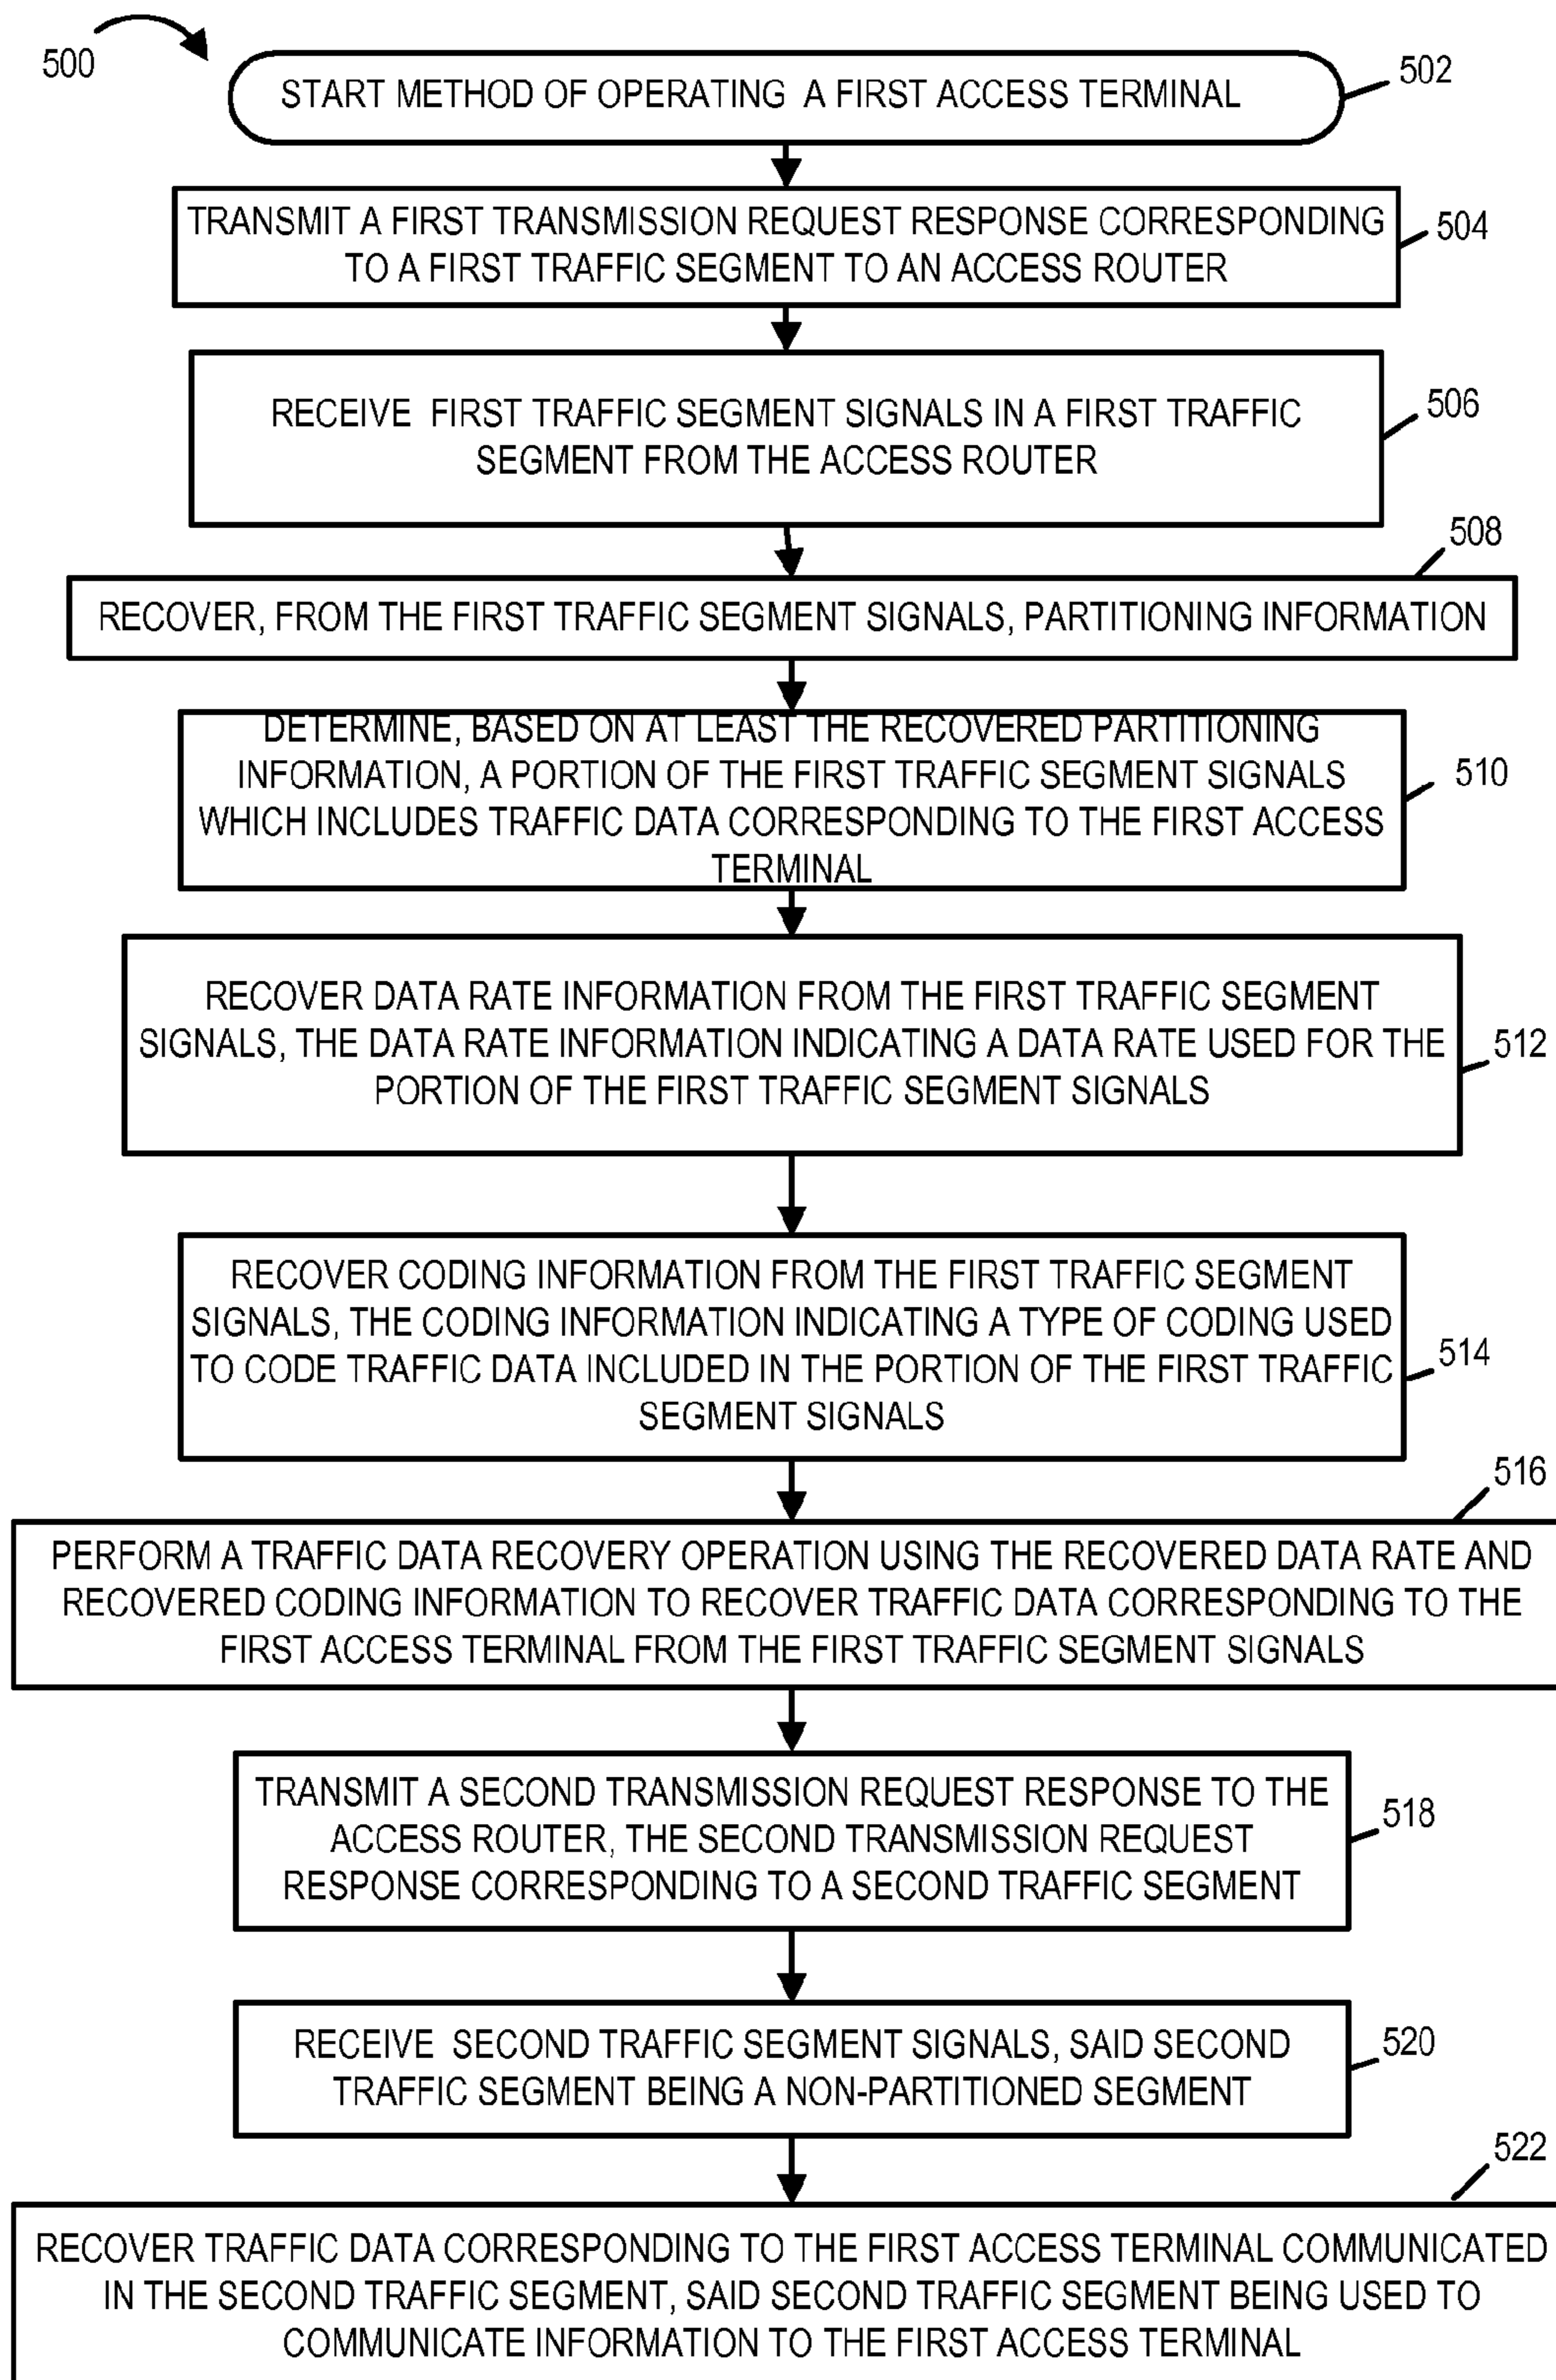 500
START METHOD OF OPERATING A FIRST ACCESS TERMINAL
502
TRANSMIT A FIRST TRANSMISSION REQUEST RESPONSE CORRESPONDING
TO A FIRST TRAFFIC SEGMENT TO AN ACCESS ROUTER
504
RECEIVE FIRST TRAFFIC SEGMENT SIGNALS IN A FIRST TRAFFIC
SEGMENT FROM THE ACCESS ROUTER
506
508
RECOVER, FROM THE FIRST TRAFFIC SEGMENT SIGNALS, PARTITIONING INFORMATION
DETERMINE, BASED ON AT LEAST THE RECOVERED PARTITIONING
INFORMATION, A PORTION OF THE FIRST TRAFFIC SEGMENT SIGNALS
WHICH INCLUDES TRAFFIC DATA CORRESPONDING TO THE FIRST ACCESS
TERMINAL
510
RECOVER DATA RATE INFORMATION FROM THE FIRST TRAFFIC SEGMENT
SIGNALS, THE DATA RATE INFORMATION INDICATING A DATA RATE USED FOR THE
PORTION OF THE FIRST TRAFFIC SEGMENT SIGNALS
512
RECOVER CODING INFORMATION FROM THE FIRST TRAFFIC SEGMENT
SIGNALS, THE CODING INFORMATION INDICATING A TYPE OF CODING USED
TO CODE TRAFFIC DATA INCLUDED IN THE PORTION OF THE FIRST TRAFFIC
SEGMENT SIGNALS
514
516
PERFORM A TRAFFIC DATA RECOVERY OPERATION USING THE RECOVERED DATA RATE AND
RECOVERED CODING INFORMATION TO RECOVER TRAFFIC DATA CORRESPONDING TO THE
FIRST ACCESS TERMINAL FROM THE FIRST TRAFFIC SEGMENT SIGNALS
TRANSMIT A SECOND TRANSMISSION REQUEST RESPONSE TO THE
ACCESS ROUTER, THE SECOND TRANSMISSION REQUEST
RESPONSE CORRESPONDING TO A SECOND TRAFFIC SEGMENT
518
RECEIVE SECOND TRAFFIC SEGMENT SIGNALS, SAID SECOND
TRAFFIC SEGMENT BEING A NON-PARTITIONED SEGMENT
520
522
RECOVER TRAFFIC DATA CORRESPONDING TO THE FIRST ACCESS TERMINAL COMMUNICATED
IN THE SECOND TRAFFIC SEGMENT, SAID SECOND TRAFFIC SEGMENT BEING USED TO
COMMUNICATE INFORMATION TO THE FIRST ACCESS TERMINAL